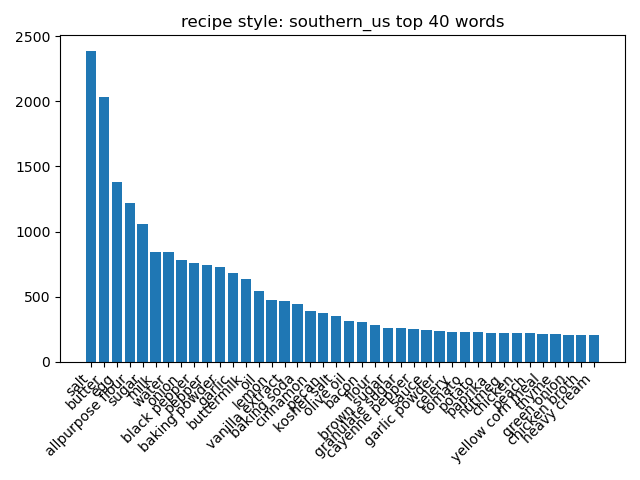 recipe style: southern_us top 40 words
2500
2000
1500
1000
500
0
salt
butter
egg
allpurpose flour
sugar
milk
water
onion
black pepper
pepper
baking powder
garlic
buttermilk
oil
lemon
vanilla extract
baking soda
cinnamon
pecan
kosher salt
olive oil
bacon
flour
brown sugar
granulate sugar
cayenne pepper
sauce
garlic powder
celery
tomato
potato
paprika
nutmeg
chicken
peach
yellow corn meal
thyme
green onion
chicken broth
heavy cream